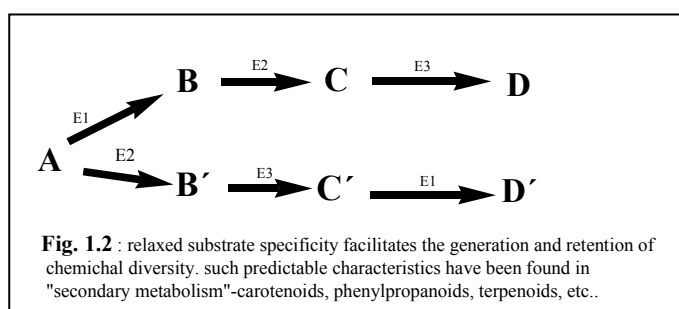 E2 E3
B C D
E1
A E2 E3 E1
B´ C´ D´
Fig. 1.2 : relaxed substrate specificity facilitates the generation and retention of
chemichal diversity. such predictable characteristics have been found in
"secondary metabolism"-carotenoids, phenylpropanoids, terpenoids, etc..